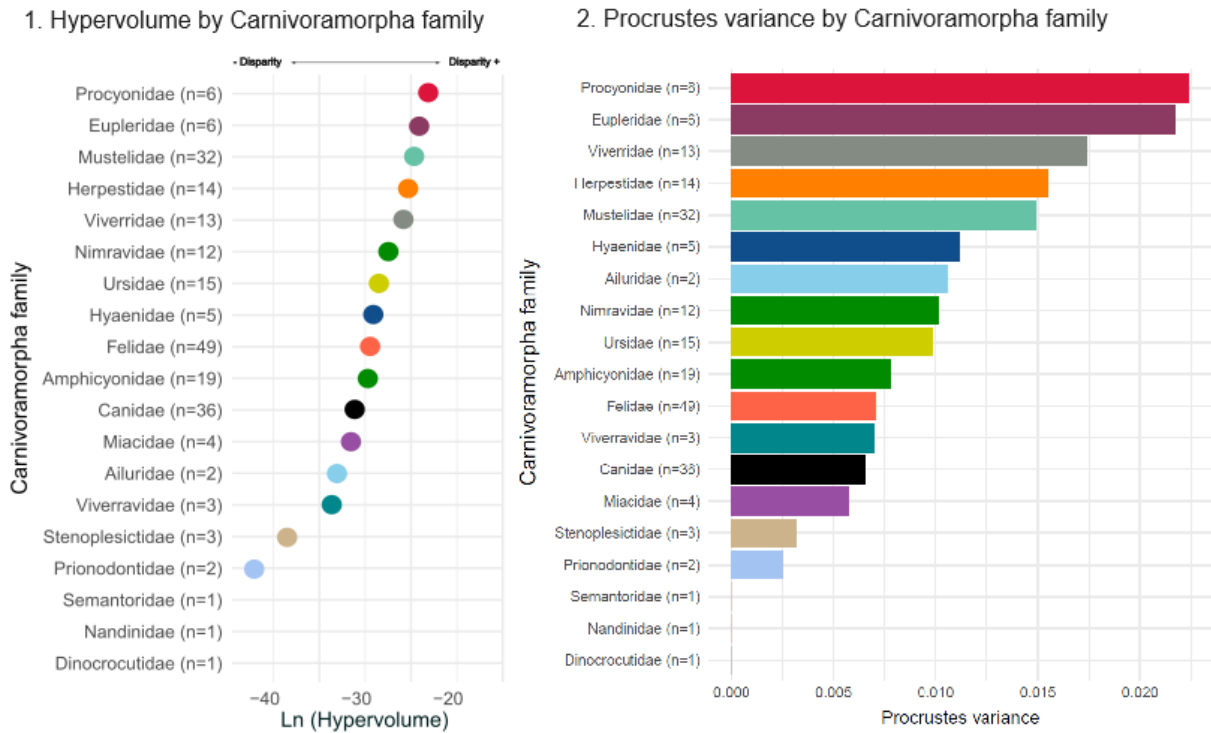 1. Hypervolume by Carnivoramorpha family
- Disparity
Disparity +
Carnivoramorpha family
Procyonidae (n=6)
Eupleridae (n=6)
Mustelidae (n=32)
Herpestidae (n=14)
Viverridae (n=13)
Nimravidae (n=12)
Ursidae (n=15)
Hyaenidae (n=5)
Felidae (n=49)
Amphicyonidae (n=19)
Canidae (n=36)
Miacidae (n=4)
Ailuridae (n=2)
Viverravidae (n=3)
Stenoplesictidae (n=3)
Prionodontidae (n=2)
Semantoridae (n=1)
Nandinidae (n=1)
Dinocrocutidae (n=1)
−40 −30 −20
Ln (Hypervolume)
2. Procrustes variance by Carnivoramorpha family
Carnivoramorpha family
Procyonidae (n=6)
Eupleridae (n=6)
Viverridae (n=13)
Herpestidae (n=14)
Mustelidae (n=32)
Hyaenidae (n=5)
Ailuridae (n=2)
Nimravidae (n=12)
Ursidae (n=15)
Amphicyonidae (n=19)
Felidae (n=49)
Viverravidae (n=3)
Canidae (n=36)
Miacidae (n=4)
Stenoplesictidae (n=3)
Prionodontidae (n=2)
Semantoridae (n=1)
Nandinidae (n=1)
Dinocrocutidae (n=1)
0.000 0.005 0.010 0.015 0.020
Procrustes variance